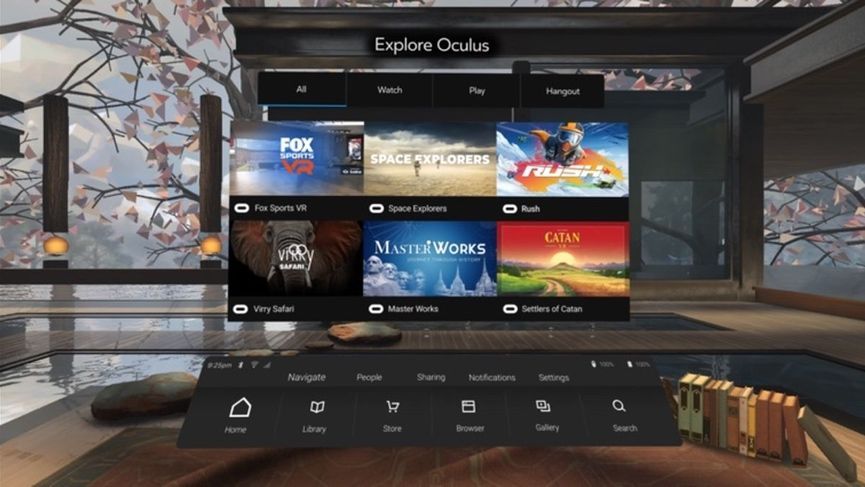 Explore Oculus
All Watch Play Hangout
FOX
SPORTS
VR
SPACE EXPLORERS
RUSH
Fox Sports VR Space Explorers Rush
VIRRY
SAFARI
MASTERWORKS
JOURNEY THROUGH HISTORY
CATAN
VR
Virry Safari Master Works Settlers of Catan
9:25pm 100% 100%
Navigate People Sharing Notifications Settings
Home Library Store Browser Gallery Search